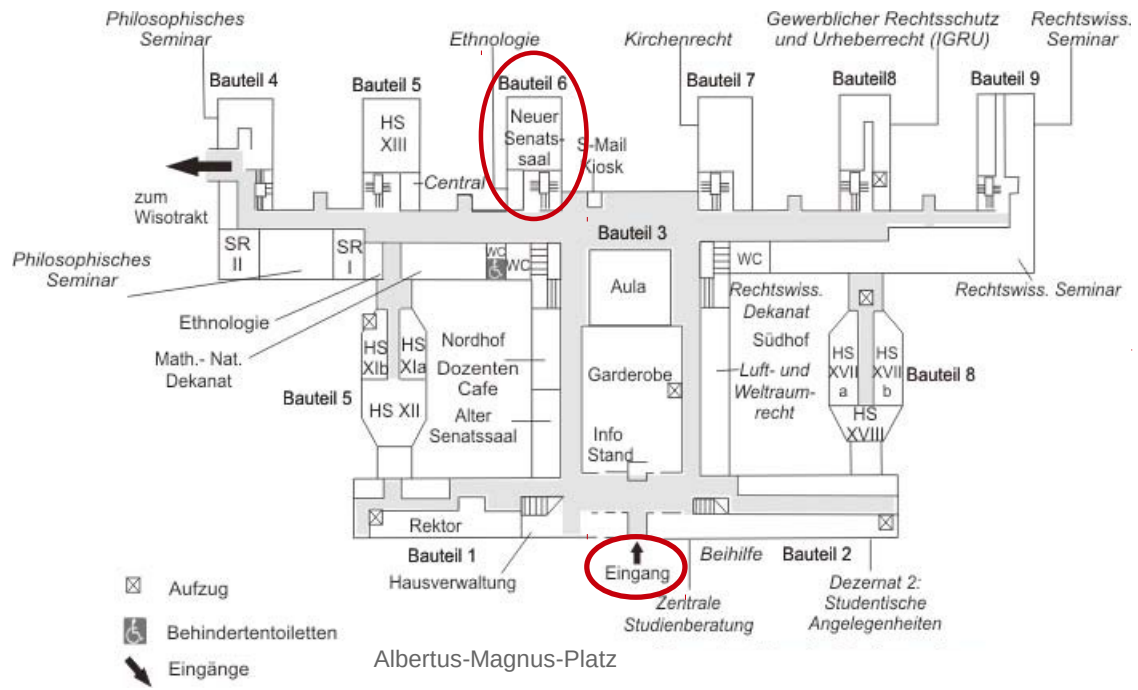 Philosophisches
Seminar
Ethnologie
Kirchenrecht
Gewerblicher Rechtsschutz
und Urheberrecht (IGRU)
Rechtswiss.
Seminar
Bauteil 4
Bauteil 5
Bauteil 6
Bauteil 7
Bauteil8
Bauteil 9
HS
XIII
Neuer
Senats-
saal
S-Mail
Kiosk
Central
zum
Wisotrakt
SR
II
SR
I
WC
WC
Bauteil 3
Aula
WC
Philosophisches
Seminar
Rechtswiss.
Dekanat
Rechtswiss. Seminar
Ethnologie
Math.- Nat.
Dekanat
HS
XIb
HS
XIa
Nordhof
Dozenten
Cafe
Alter
Senatssaal
Garderobe
Info
Stand
Südhof
Luft- und
Weltraum-
recht
HS
XVII
a
HS
XVII
b
Bauteil 8
HS
XVIII
Bauteil 5
HS XII
Rektor
Bauteil 1
Hausverwaltung
Eingang
Beihilfe
Bauteil 2
Zentrale
Studienberatung
Dezernat 2:
Studentische
Angelegenheiten
Aufzug
Behindertentoiletten
Eingänge
Albertus-Magnus-Platz